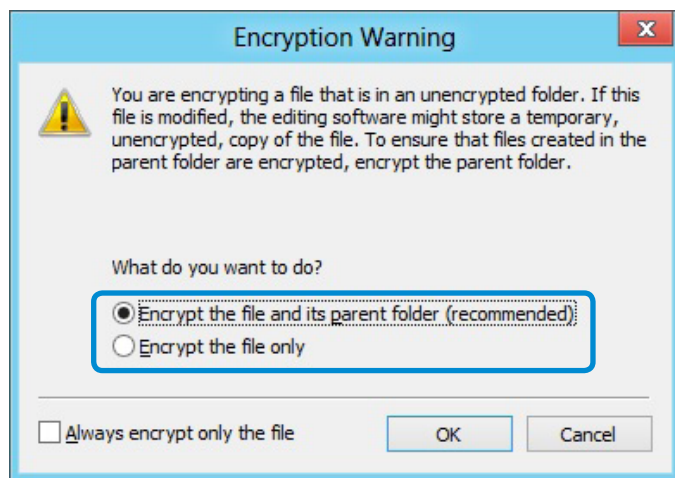 Encryption Warning
You are encrypting a file that is in an unencrypted folder. If this
file is modified, the editing software might store a temporary,
unencrypted, copy of the file. To ensure that files created in the
parent folder are encrypted, encrypt the parent folder.
What do you want to do?
Encrypt the file and its parent folder (recommended)
Encrypt the file only
Always encrypt only the file
OK
Cancel